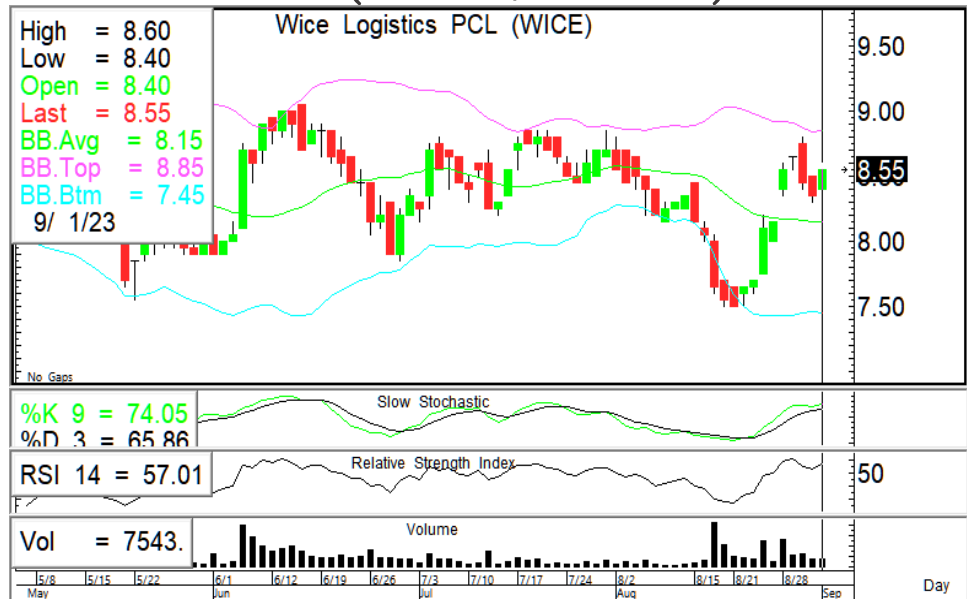 Wice Logistics PCL (WICE)
High = 8.60
Low = 8.40
Open = 8.40
Last = 8.55
BB.Avg = 8.15
BB.Top = 8.85
BB.Btm = 7.45
9/ 1/23
9.50
9.00
8.55
8.00
7.50
No Gaps
Slow Stochastic
%K 9 = 74.05
%D 3 = 65.86
Relative Strength Index
RSI 14 = 57.01
50
Volume
Vol = 7543.
5/8 5/15 5/22 6/1 6/12 6/19 6/26 7/3 7/10 7/17 7/24 8/2 8/15 8/21 8/28
May Jun Jul Aug Sep
Day